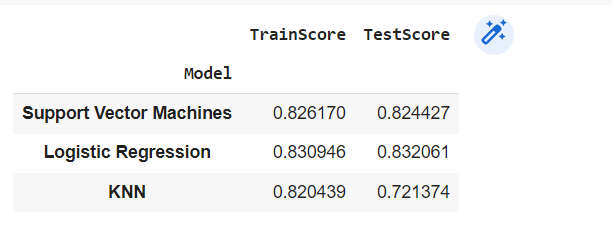 TrainScore TestScore
Model
Support Vector Machines 0.826170 0.824427
Logistic Regression 0.830946 0.832061
KNN 0.820439 0.721374